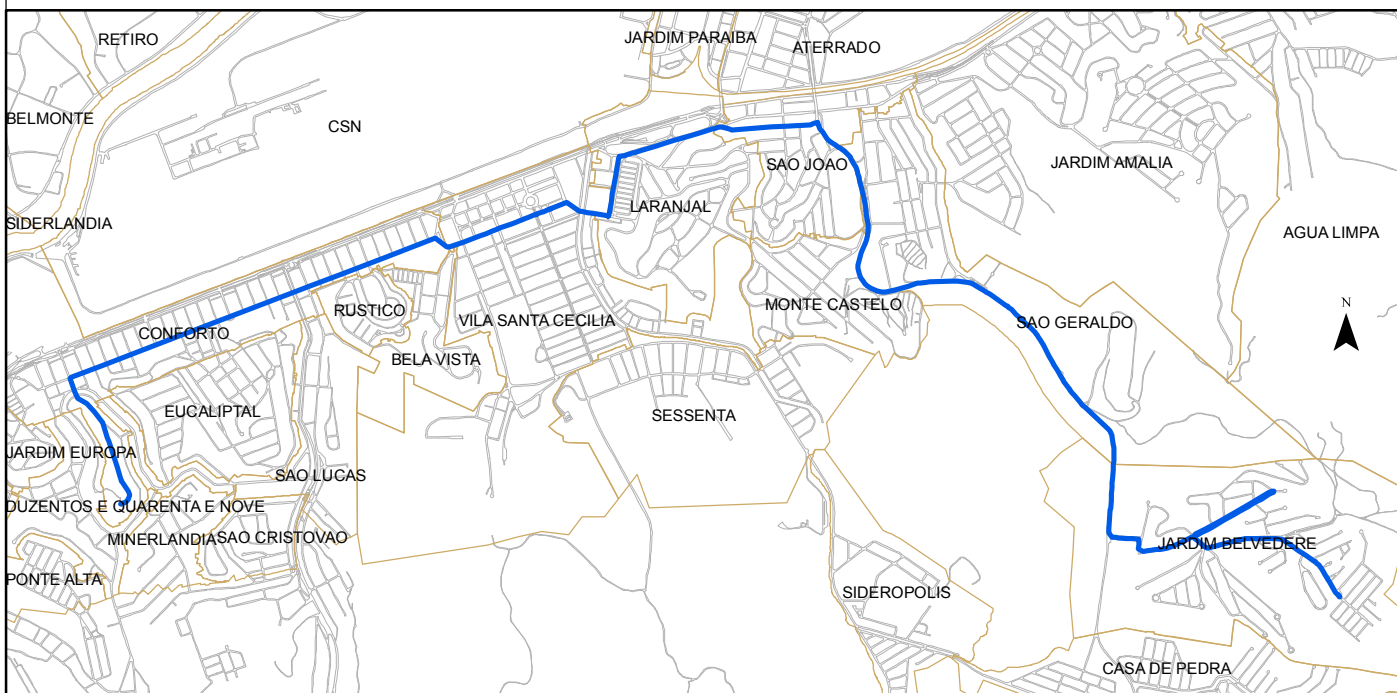 RETIRO
JARDIM PARAIBA
ATERRADO
BELMONTE
CSN
SAO JOAO
JARDIM AMALIA
LARANJAL
SIDERLANDIA
AGUA LIMPA
N
RUSTICO
MONTE CASTELO
VILA SANTA CECILIA
SAO GERALDO
CONFORTO
BELA VISTA
EUCALIPTAL
SESSENTA
JARDIM EUROPA
SAO LUCAS
DUZENTOS E QUARENTA E NOVE
MINERLANDIA
SAO CRISTOVAO
JARDIM BELVEDERE
PONTE ALTA
SIDEROPOLIS
CASA DE PEDRA